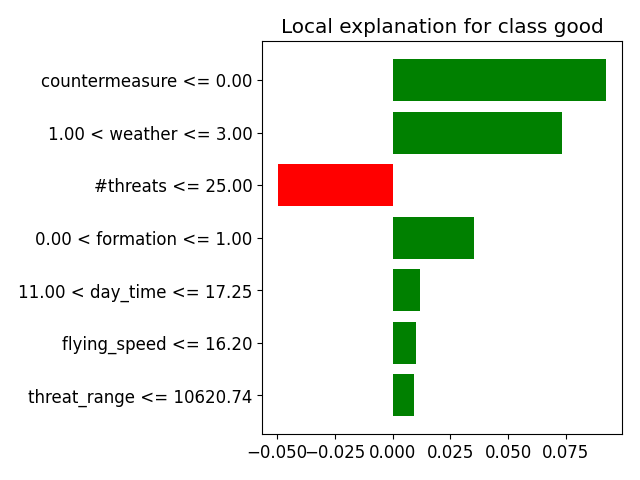 Local explanation for class good
countermeasure <= 0.00
1.00 < weather <= 3.00
#threats <= 25.00
0.00 < formation <= 1.00
11.00 < day_time <= 17.25
flying_speed <= 16.20
threat_range <= 10620.74
−0.050 −0.025 0.000 0.025 0.050 0.075